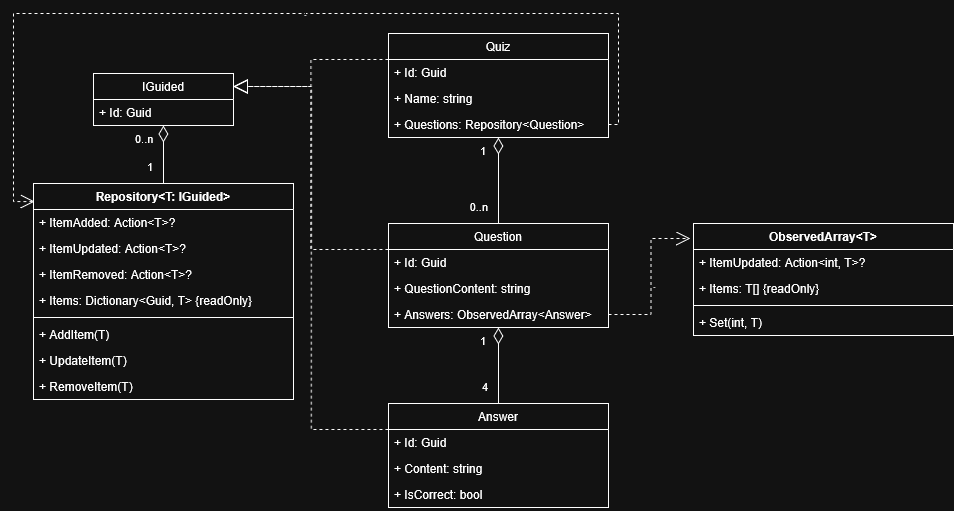 Quiz
+ Id: Guid
+ Name: string
+ Questions: Repository<Question>
IGuided
+ Id: Guid
0..n
1
Repository<T: IGuided>
+ ItemAdded: Action<T>?
+ ItemUpdated: Action<T>?
+ ItemRemoved: Action<T>?
+ Items: Dictionary<Guid, T> {readOnly}
+ AddItem(T)
+ UpdateItem(T)
+ RemoveItem(T)
1
0..n
Question
+ Id: Guid
+ QuestionContent: string
+ Answers: ObservedArray<Answer>
ObservedArray<T>
+ ItemUpdated: Action<int, T>?
+ Items: T[] {readOnly}
+ Set(int, T)
1
4
Answer
+ Id: Guid
+ Content: string
+ IsCorrect: bool